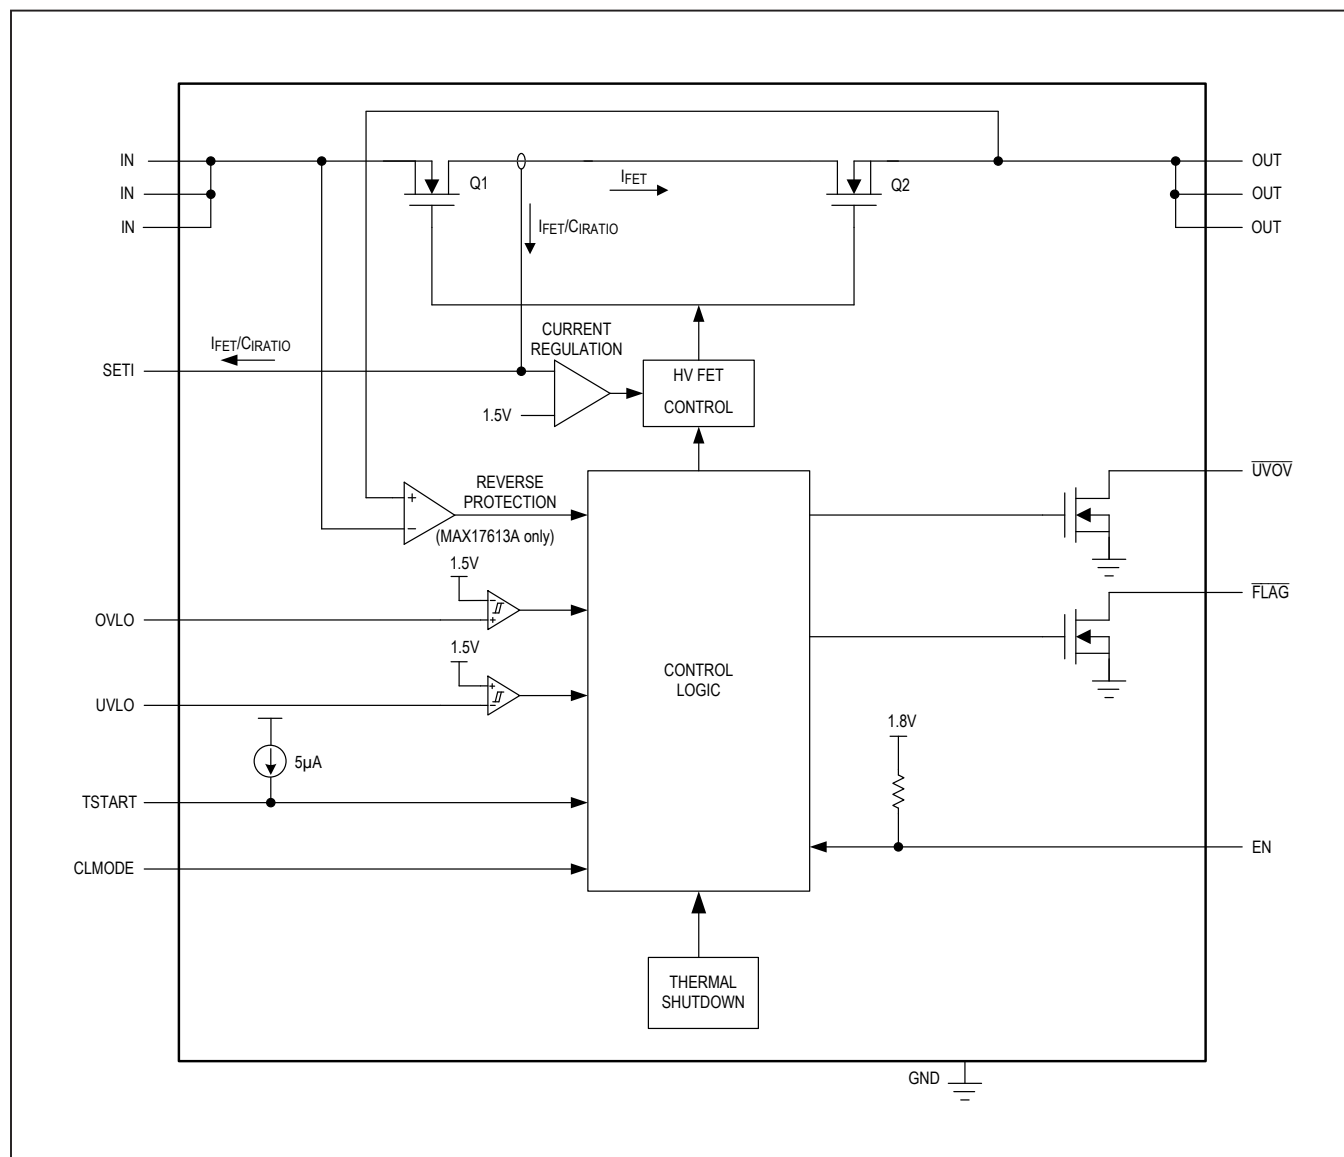 IN
IN
IN
Q1
IFET
Q2
OUT
OUT
OUT
IFET/CIRATIO
IFET/CIRATIO
SETI
CURRENT
REGULATION
1.5V
HV FET
CONTROL
+
−
REVERSE
PROTECTION
(MAX17613A only)
UVOV
1.5V
−
+
OVLO
FLAG
1.5V
+
−
UVLO
CONTROL
LOGIC
5µA
1.8V
TSTART
CLMODE
EN
THERMAL
SHUTDOWN
GND